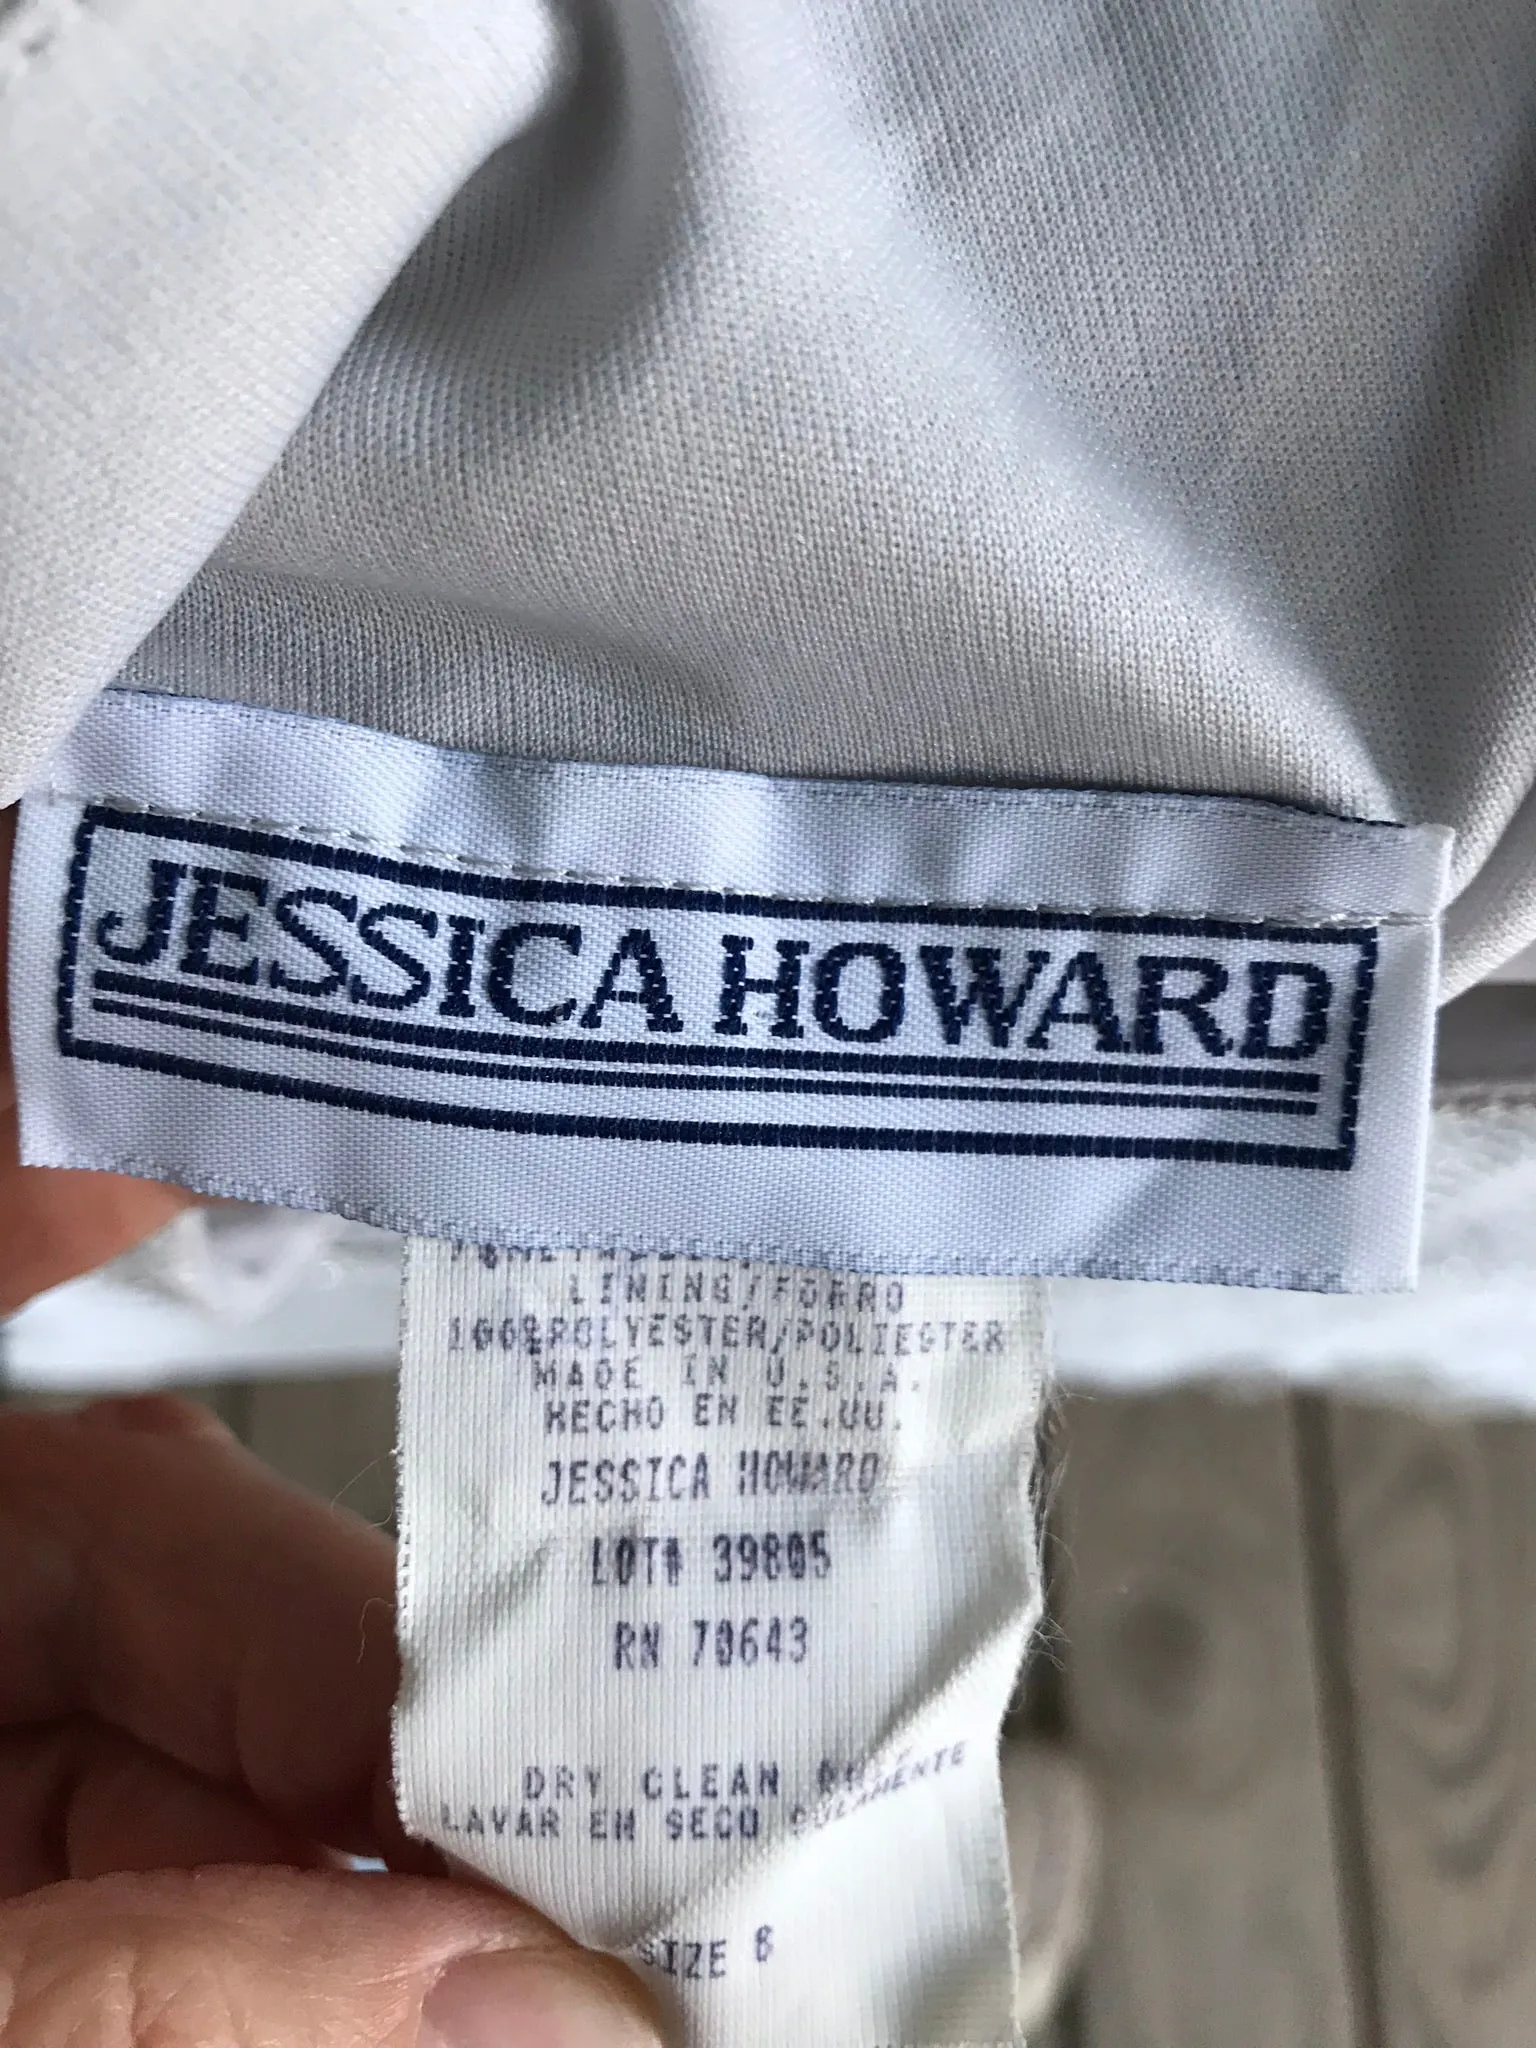 JESSICA HOWARD
LINING/FORRO
100% POLYESTER/POLIESTER
MADE IN U.S.A.
HECHO EN EE.UU.
JESSICA HOWARD
LOT# 39805
RN 70643
DRY CLEAN
LAVAR EN SECO SOLAMENTE
SIZE 8